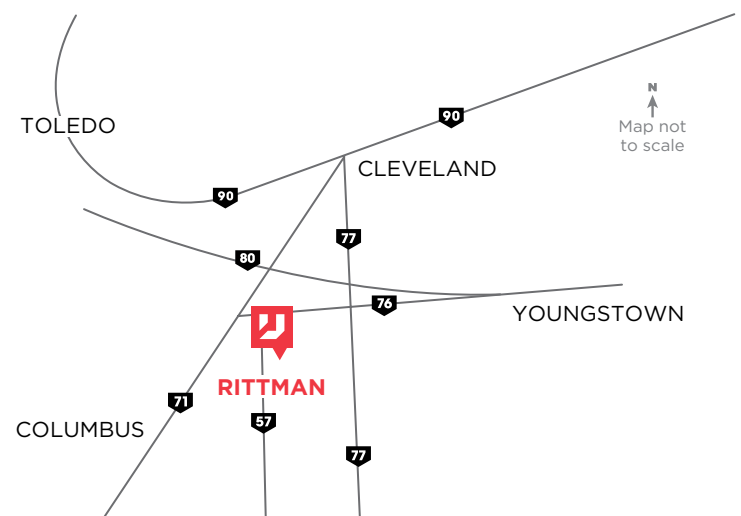 90
N
Map not
to scale
TOLEDO
CLEVELAND
90
77
80
76
YOUNGSTOWN
RITTMAN
71
57
COLUMBUS
77